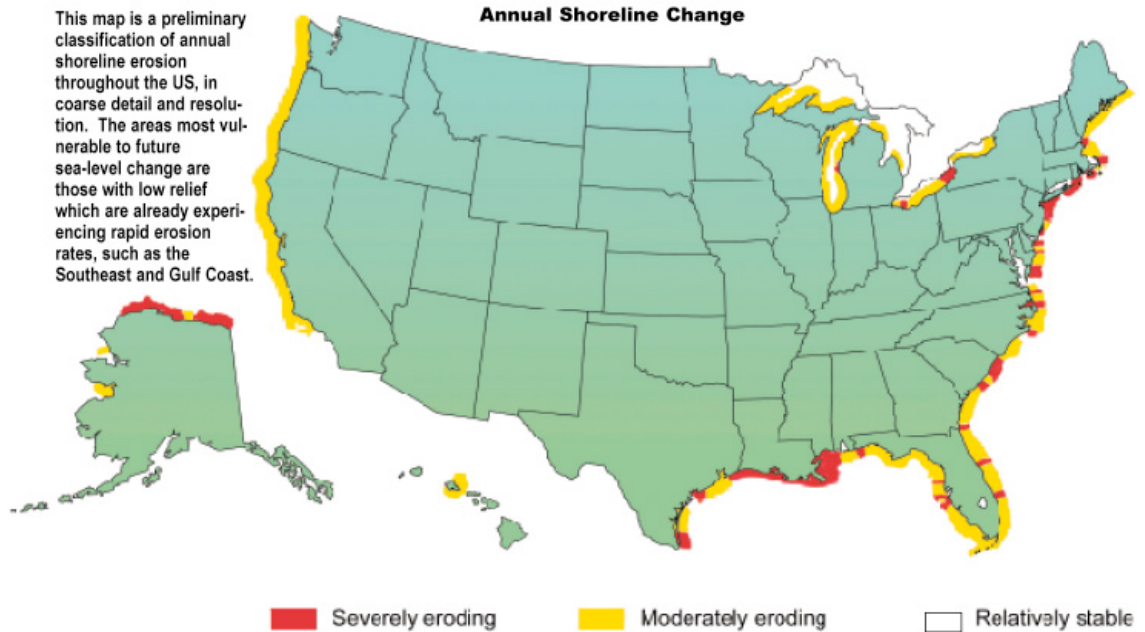 Annual Shoreline Change
This map is a preliminary
classification of annual
shoreline erosion
throughout the US, in
coarse detail and resolu-
tion. The areas most vul-
nerable to future
sea-level change are
those with low relief
which are already experi-
encing rapid erosion
rates, such as the
Southeast and Gulf Coast.
Severely eroding
Moderately eroding
Relatively stable